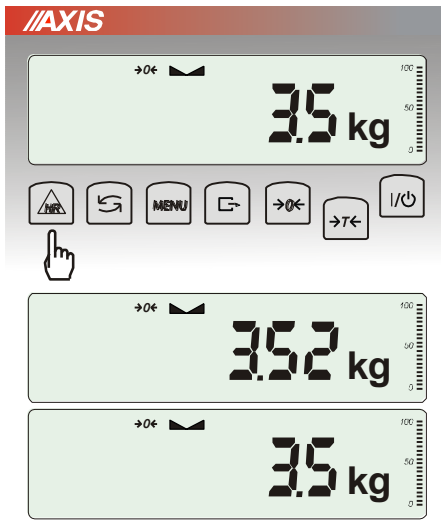 //AXIS
→0← 100
3.5 kg 50
0
HR MENU →0← →T← I/⏻
→0← 100
3.52 kg 50
0
→0← 100
3.5 kg 50
0